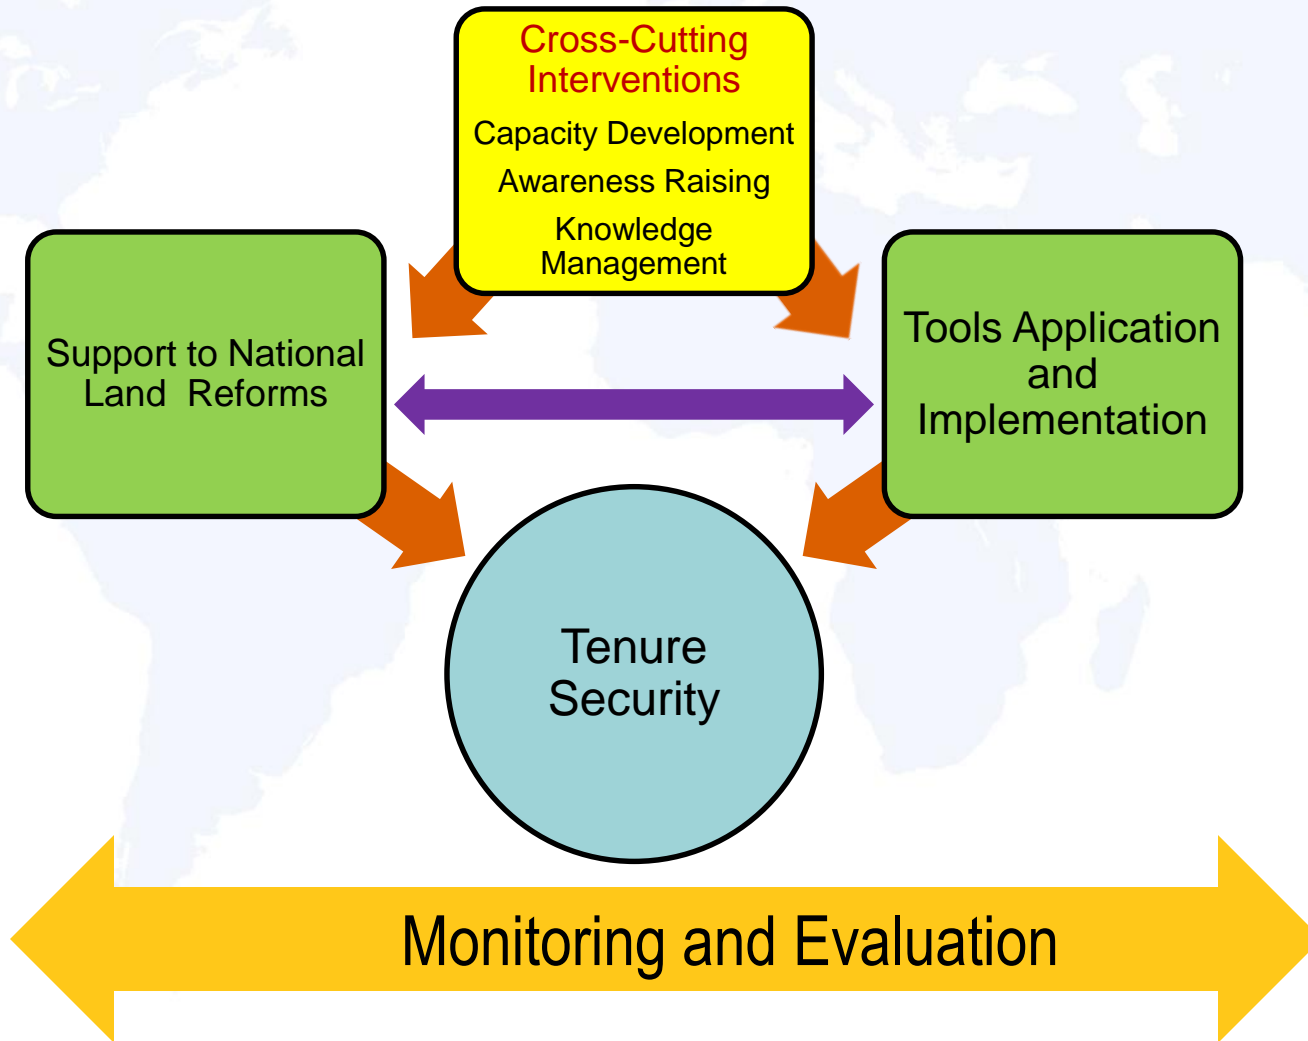 Cross-Cutting
Interventions
Capacity Development
Awareness Raising
Knowledge
Management
Support to National
Land Reforms
Tools Application
and
Implementation
Tenure
Security
Monitoring and Evaluation